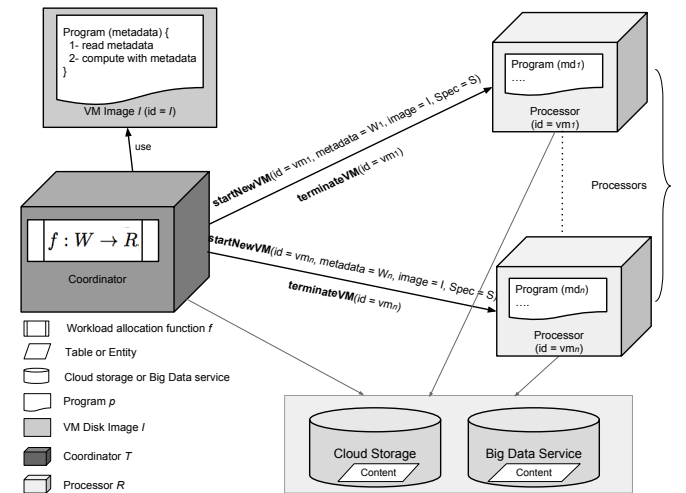 Program (metadata) {
1- read metadata
2- compute with metadata
}
VM Image I (id = I)
use
f : W → R
Coordinator
startNewVM(id = vm1, metadata = W1, image = I, Spec = S)
terminateVM(id = vm1)
startNewVM(id = vmn, metadata = Wn, image = I, Spec = S)
terminateVM(id = vmn)
Program (md1)
....
Processor
(id = vm1)
Processors
Program (mdn)
....
Processor
(id = vmn)
Workload allocation function f
Table or Entity
Cloud storage or Big Data service
Program p
VM Disk Image I
Coordinator T
Processor R
Cloud Storage
Content
Big Data Service
Content